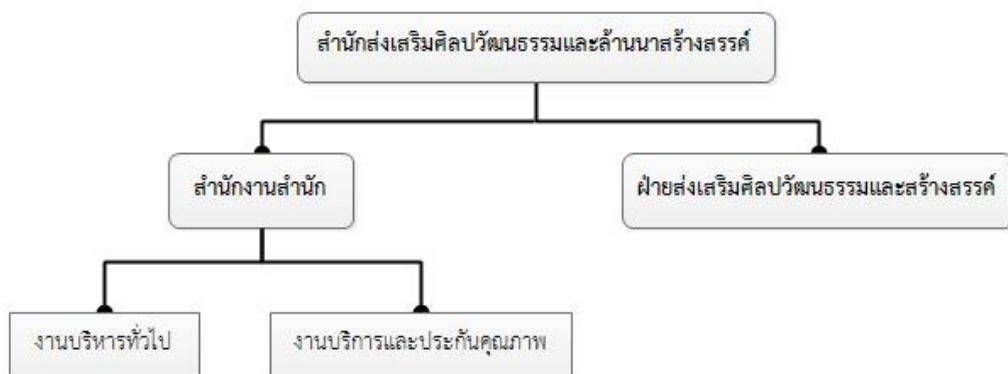 สำนักส่งเสริมศิลปวัฒนธรรมและล้านนาสร้างสรรค์
สำนักงานสำนัก
ฝ่ายส่งเสริมศิลปวัฒนธรรมและสร้างสรรค์
งานบริหารทั่วไป
งานบริการและประกันคุณภาพ